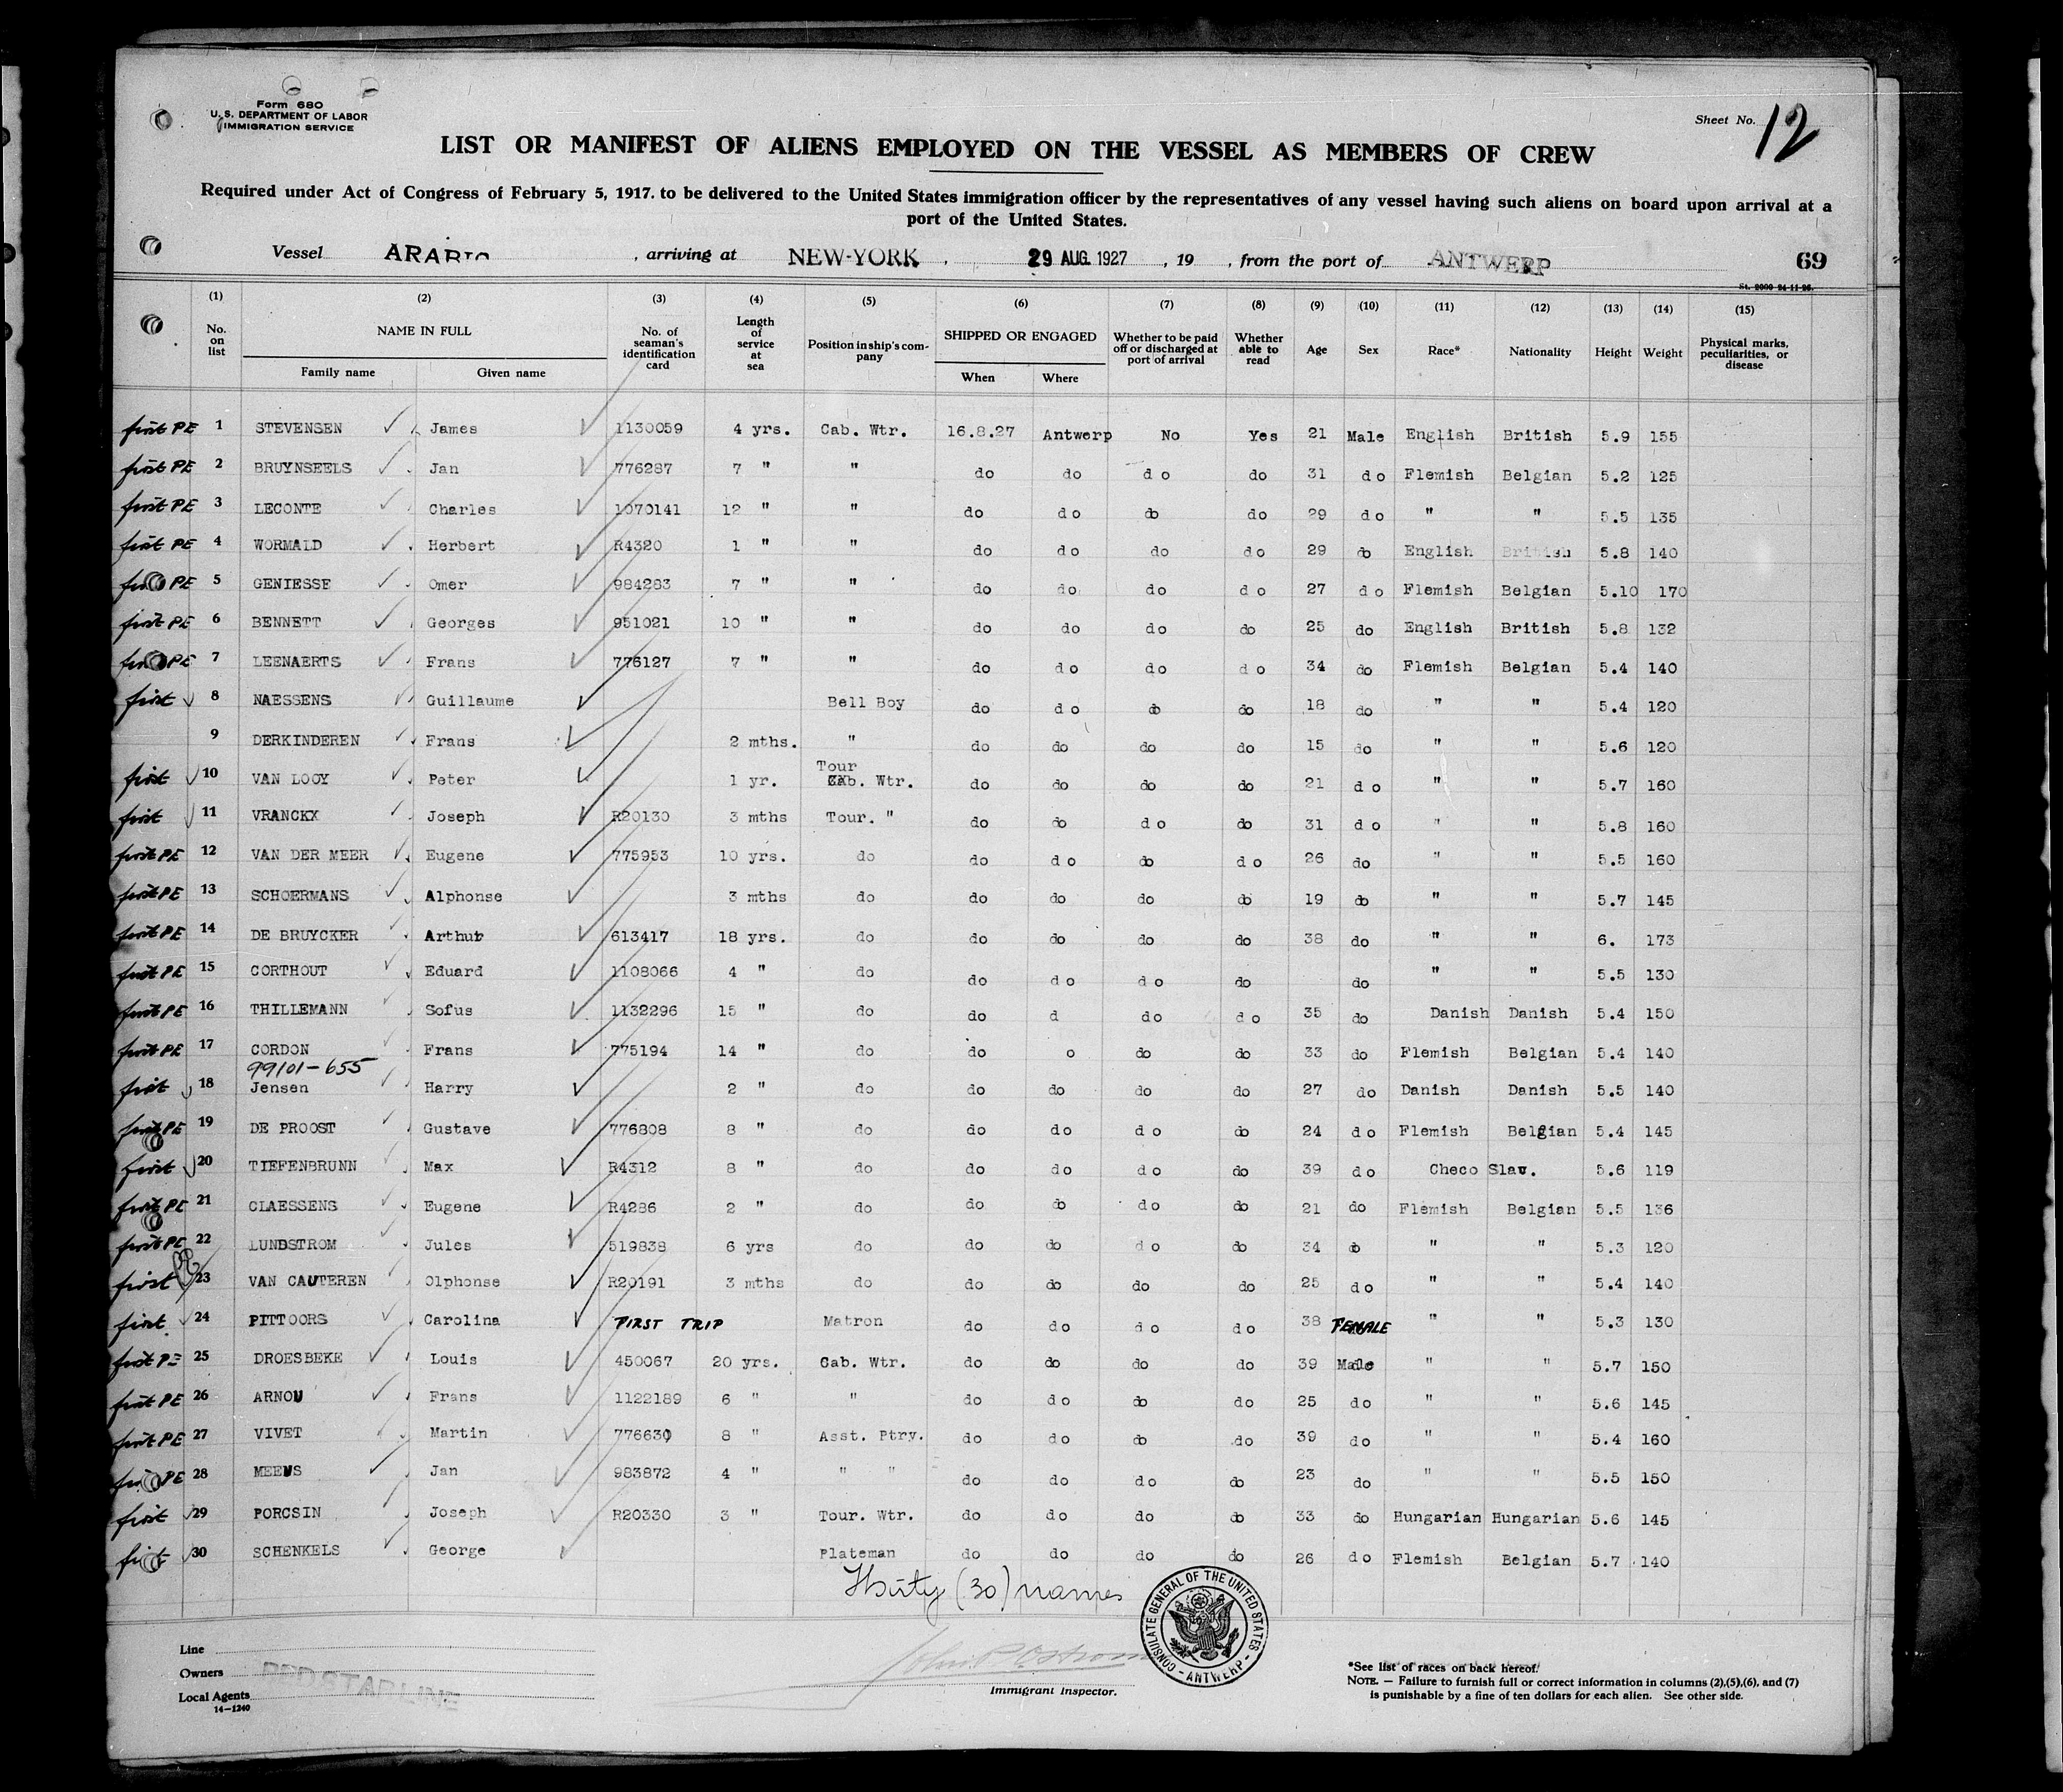 Form 680
U. S. DEPARTMENT OF LABOR
IMMIGRATION SERVICE
Sheet No. 12
LIST OR MANIFEST OF ALIENS EMPLOYED ON THE VESSEL AS MEMBERS OF CREW
Required under Act of Congress of February 5, 1917. to be delivered to the United States immigration officer by the representatives of any vessel having such aliens on board upon arrival at a
port of the United States.
Vessel ARABIC , arriving at NEW-YORK , 29 AUG. 1927 , 19 , from the port of ANTWERP 69
St. 2000 24-11-26.
(1) (2) (3) (4) (5) (6) (7) (8) (9) (10) (11) (12) (13) (14) (15)
No. on list NAME IN FULL Family name Given name No. of seaman's identification card Length of service at sea Position in ship's company SHIPPED OR ENGAGED When Where Whether to be paid off or discharged at port of arrival Whether able to read Age Sex Race* Nationality Height Weight Physical marks, peculiarities, or disease
first PE 1 STEVENSEN James 1130059 4 yrs. Cab. Wtr. 16.8.27 Antwerp No Yes 21 Male English British 5.9 155
first PE 2 BRUYNSEELS Jan 776287 7 " " do do do do 31 do Flemish Belgian 5.2 125
first PE 3 LECONTE Charles 1070141 12 " " do do do do 29 do " " 5.5 135
first PE 4 WORMALD Herbert R4320 1 " " do do do do 29 do English British 5.8 140
first PE 5 GENIESSE Omer 984283 7 " " do do do do 27 do Flemish Belgian 5.10 170
first PE 6 BENNETT Georges 951021 10 " " do do do do 25 do English British 5.8 132
first PE 7 LEENAERTS Frans 776127 7 " " do do do do 34 do Flemish Belgian 5.4 140
first 8 NAESSENS Guillaume Bell Boy do do do do 18 do " " 5.4 120
9 DERKINDEREN Frans 2 mths. " do do do do 15 do " " 5.6 120
first 10 VAN LOOY Peter 1 yr. Tour Cab. Wtr. do do do do 21 do " " 5.7 160
first 11 VRANCKX Joseph R20130 3 mths Tour. " do do do do 31 do " " 5.8 160
first PE 12 VAN DER MEER Eugene 775953 10 yrs. do do do do do 26 do " " 5.5 160
first PE 13 SCHOERMANS Alphonse 3 mths do do do do do 19 do " " 5.7 145
first PE 14 DE BRUYCKER Arthur 613417 18 yrs. do do do do do 38 do " " 6. 173
first PE 15 CORTHOUT Eduard 1108066 4 " do do do do do do " " 5.5 130
first PE 16 THILLEMANN Sofus 1132296 15 " do do d do do 35 do Danish Danish 5.4 150
first PE 17 CORDON Frans 775194 14 " do do o do do 33 do Flemish Belgian 5.4 140
99101-655
first 18 Jensen Harry 2 " do do do do do 27 do Danish Danish 5.5 140
first PE 19 DE PROOST Gustave 776808 8 " do do do do do 24 do Flemish Belgian 5.4 145
first 20 TIEFENBRUNN Max R4312 8 " do do do do do 39 do Checo Slav. 5.6 119
first PE 21 CLAESSENS Eugene R4286 2 " do do do do do 21 do Flemish Belgian 5.5 136
first PE 22 LUNDSTROM Jules 519838 6 yrs do do do do do 34 do " " 5.3 120
first 23 VAN CAUTEREN Olphonse R20191 3 mths do do do do do 25 do " " 5.4 140
first 24 PITTOORS Carolina FIRST TRIP Matron do do do do 38 FEMALE " " 5.3 130
first PE 25 DROESBEKE Louis 450067 20 yrs. Cab. Wtr. do do do do 39 Male " " 5.7 150
first PE 26 ARNOU Frans 1122189 6 " " do do do do 25 do " " 5.6 145
first PE 27 VIVET Martin 776630 8 " Asst. Ptry. do do do do 39 do " " 5.4 160
first PE 28 MEEUS Jan 983872 4 " " " do do do do 23 do " " 5.5 150
first 29 PORCSIN Joseph R20330 3 " Tour. Wtr. do do do do 33 do Hungarian Hungarian 5.6 145
first 30 SCHENKELS George Plateman do do do do 26 do Flemish Belgian 5.7 140
Thirty (30) names
CONSULATE GENERAL OF THE UNITED STATES - ANTWERP -
Line
Owners RED STAR LINE
Local Agents
14-1240
Immigrant Inspector.
*See list of races on back hereof.
NOTE. — Failure to furnish full or correct information in columns (2),(5),(6), and (7)
is punishable by a fine of ten dollars for each alien. See other side.